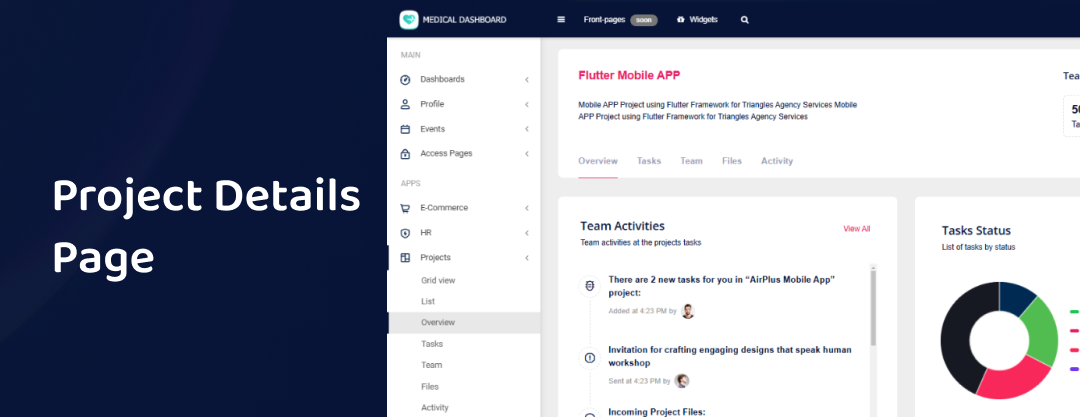 Project Details
Page
MEDICAL DASHBOARD
Front-pages soon Widgets
MAIN
Dashboards
Profile
Events
Access Pages
APPS
E-Commerce
HR
Projects
Grid view
List
Overview
Tasks
Team
Files
Activity
Flutter Mobile APP
Mobile APP Project using Flutter Framework for Triangles Agency Services Mobile
APP Project using Flutter Framework for Triangles Agency Services
Overview Tasks Team Files Activity
Team Activities
View All
Team activities at the projects tasks
There are 2 new tasks for you in “AirPlus Mobile App”
project:
Added at 4:23 PM by
Invitation for crafting engaging designs that speak human
workshop
Sent at 4:23 PM by
Incoming Project Files:
Tasks Status
List of tasks by status